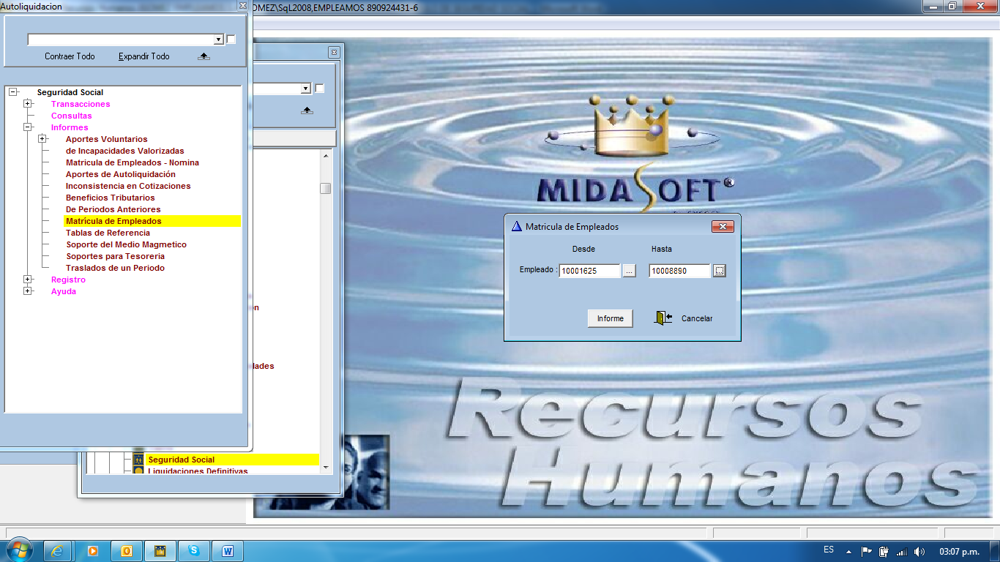 Autoliquidacion
OMEZ\SqL2008,EMPLEAMOS 890924431-6
Contraer Todo
Expandir Todo
Seguridad Social
Transacciones
Consultas
Informes
Aportes Voluntarios
de Incapacidades Valorizadas
Matricula de Empleados - Nomina
Aportes de Autoliquidación
Inconsistencia en Cotizaciones
Beneficios Tributarios
De Periodos Anteriores
Matrícula de Empleados
Tablas de Referencia
Soporte del Medio Magmetico
Soportes para Tesoreria
Traslados de un Periodo
Registro
Ayuda
on
lades
Seguridad Social
Liquidaciones Definitivas
MIDASOFT®
Matricula de Empleados
Desde Hasta
Empleado : 10001625 ... 10008890 ...
Informe Cancelar
Recursos
Humanos
ES 03:07 p.m.